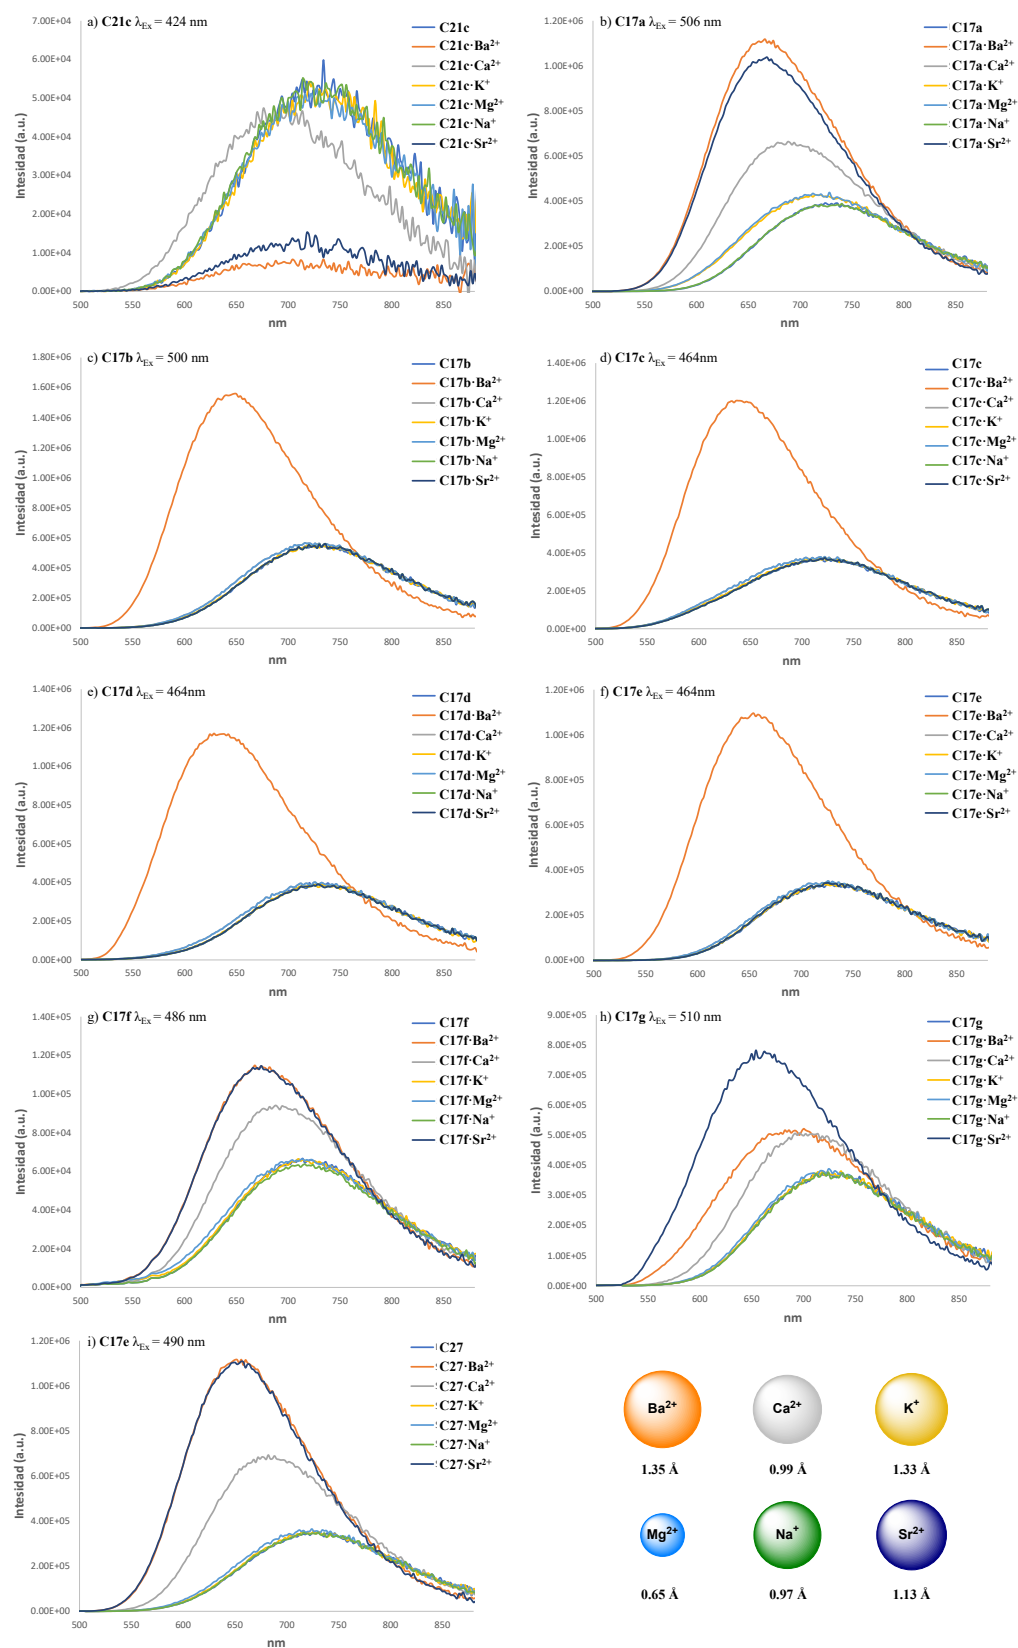 a) C21c λEx = 424 nm
7.00E+04
6.00E+04
5.00E+04
4.00E+04
3.00E+04
2.00E+04
1.00E+04
0.00E+00
Intesidad (a.u.)
500 550 600 650 700 750 800 850
nm
C21c
C21c·Ba²⁺
C21c·Ca²⁺
C21c·K⁺
C21c·Mg²⁺
C21c·Na⁺
C21c·Sr²⁺
b) C17a λEx = 506 nm
1.20E+06
1.00E+06
8.00E+05
6.00E+05
4.00E+05
2.00E+05
0.00E+00
Intesidad (a.u.)
500 550 600 650 700 750 800 850
nm
C17a
C17a·Ba²⁺
C17a·Ca²⁺
C17a·K⁺
C17a·Mg²⁺
C17a·Na⁺
C17a·Sr²⁺
c) C17b λEx = 500 nm
1.80E+06
1.60E+06
1.40E+06
1.20E+06
1.00E+06
8.00E+05
6.00E+05
4.00E+05
2.00E+05
0.00E+00
Intesidad (a.u.)
500 550 600 650 700 750 800 850
nm
C17b
C17b·Ba²⁺
C17b·Ca²⁺
C17b·K⁺
C17b·Mg²⁺
C17b·Na⁺
C17b·Sr²⁺
d) C17c λEx = 464nm
1.40E+06
1.20E+06
1.00E+06
8.00E+05
6.00E+05
4.00E+05
2.00E+05
0.00E+00
Intesidad (a.u.)
500 550 600 650 700 750 800 850
nm
C17c
C17c·Ba²⁺
C17c·Ca²⁺
C17c·K⁺
C17c·Mg²⁺
C17c·Na⁺
C17c·Sr²⁺
e) C17d λEx = 464nm
1.40E+06
1.20E+06
1.00E+06
8.00E+05
6.00E+05
4.00E+05
2.00E+05
0.00E+00
Intesidad (a.u.)
500 550 600 650 700 750 800 850
nm
C17d
C17d·Ba²⁺
C17d·Ca²⁺
C17d·K⁺
C17d·Mg²⁺
C17d·Na⁺
C17d·Sr²⁺
f) C17e λEx = 464nm
1.20E+06
1.00E+06
8.00E+05
6.00E+05
4.00E+05
2.00E+05
0.00E+00
Intesidad (a.u.)
500 550 600 650 700 750 800 850
nm
C17e
C17e·Ba²⁺
C17e·Ca²⁺
C17e·K⁺
C17e·Mg²⁺
C17e·Na⁺
C17e·Sr²⁺
g) C17f λEx = 486 nm
1.40E+05
1.20E+05
1.00E+05
8.00E+04
6.00E+04
4.00E+04
2.00E+04
0.00E+00
Intesidad (a.u.)
500 550 600 650 700 750 800 850
nm
C17f
C17f·Ba²⁺
C17f·Ca²⁺
C17f·K⁺
C17f·Mg²⁺
C17f·Na⁺
C17f·Sr²⁺
h) C17g λEx = 510 nm
9.00E+05
8.00E+05
7.00E+05
6.00E+05
5.00E+05
4.00E+05
3.00E+05
2.00E+05
1.00E+05
0.00E+00
Intesidad (a.u.)
500 550 600 650 700 750 800 850
nm
C17g
C17g·Ba²⁺
C17g·Ca²⁺
C17g·K⁺
C17g·Mg²⁺
C17g·Na⁺
C17g·Sr²⁺
i) C17e λEx = 490 nm
1.20E+06
1.00E+06
8.00E+05
6.00E+05
4.00E+05
2.00E+05
0.00E+00
Intesidad (a.u.)
500 550 600 650 700 750 800 850
nm
C27
C27·Ba²⁺
C27·Ca²⁺
C27·K⁺
C27·Mg²⁺
C27·Na⁺
C27·Sr²⁺
Ba²⁺ Ca²⁺ K⁺
1.35 Å 0.99 Å 1.33 Å
Mg²⁺ Na⁺ Sr²⁺
0.65 Å 0.97 Å 1.13 Å